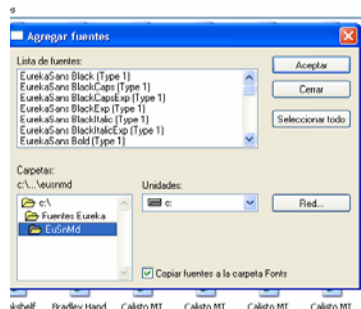 Agregar fuentes
Lista de fuentes:
EurekaSans Black (Type 1)
EurekaSans BlackCaps (Type 1)
EurekaSans BlackCapsExp (Type 1)
EurekaSans BlackExp (Type 1)
EurekaSans BlackItalic (Type 1)
EurekaSans BlackItalicExp (Type 1)
EurekaSans Bold (Type 1)
Aceptar
Cerrar
Seleccionar todo
Carpetas:
c:\...\eusnmd
c:\
Fuentes Eureka
EuSnMd
Unidades:
c:
Red...
Copiar fuentes a la carpeta Fonts
Bradley Hand Calisto MT Calisto MT Calisto MT